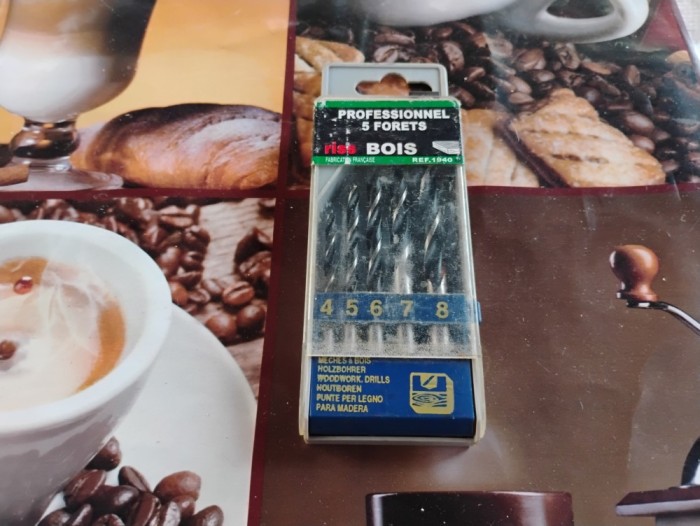 PROFESSIONNEL
5 FORETS
riss BOIS
FABRICATION FRANÇAISE REF.1940
4 5 6 7 8
MECHES À BOIS
HOLZBOHRER
WOODWORK. DRILLS
HOUTBOREN
PUNTE PER LEGNO
PARA MADERA